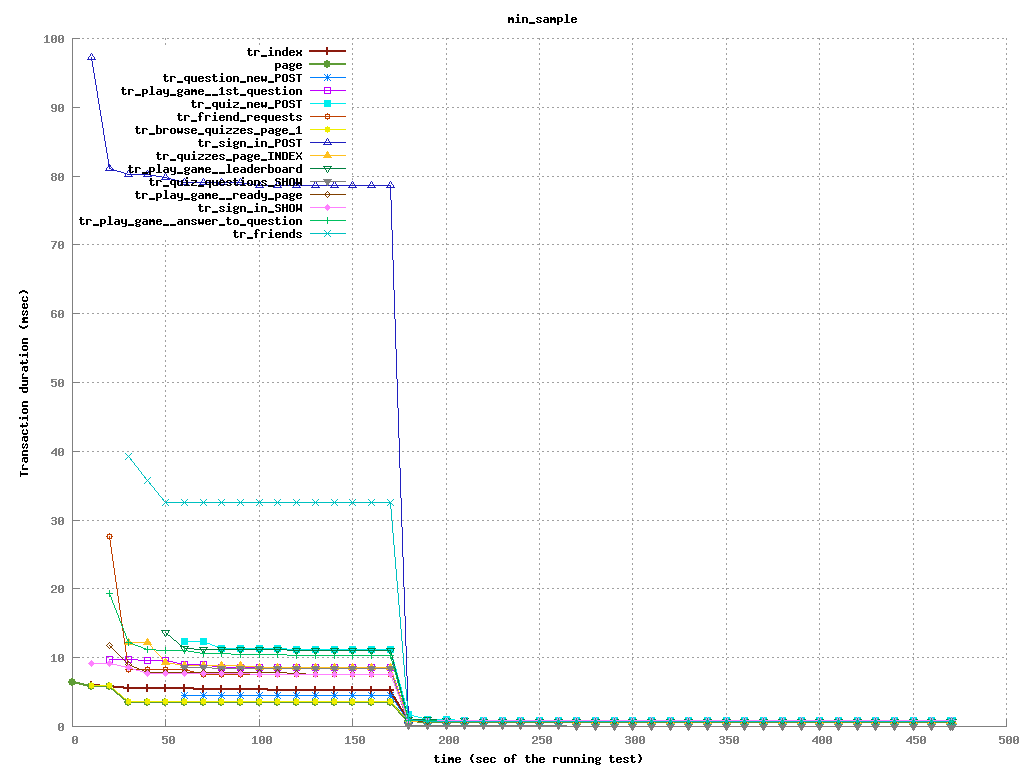 min_sample
100
90
80
70
60
50
40
30
20
10
0
Transaction duration (msec)
tr_index
page
tr_question_new_POST
tr_play_game__1st_question
tr_quiz_new_POST
tr_friend_requests
tr_browse_quizzes_page_1
tr_sign_in_POST
tr_quizzes_page_INDEX
tr_play_game__leaderboard
tr_quiz_questions_SHOW
tr_play_game__ready_page
tr_sign_in_SHOW
tr_play_game__answer_to_question
tr_friends
0 50 100 150 200 250 300 350 400 450 500
time (sec of the running test)